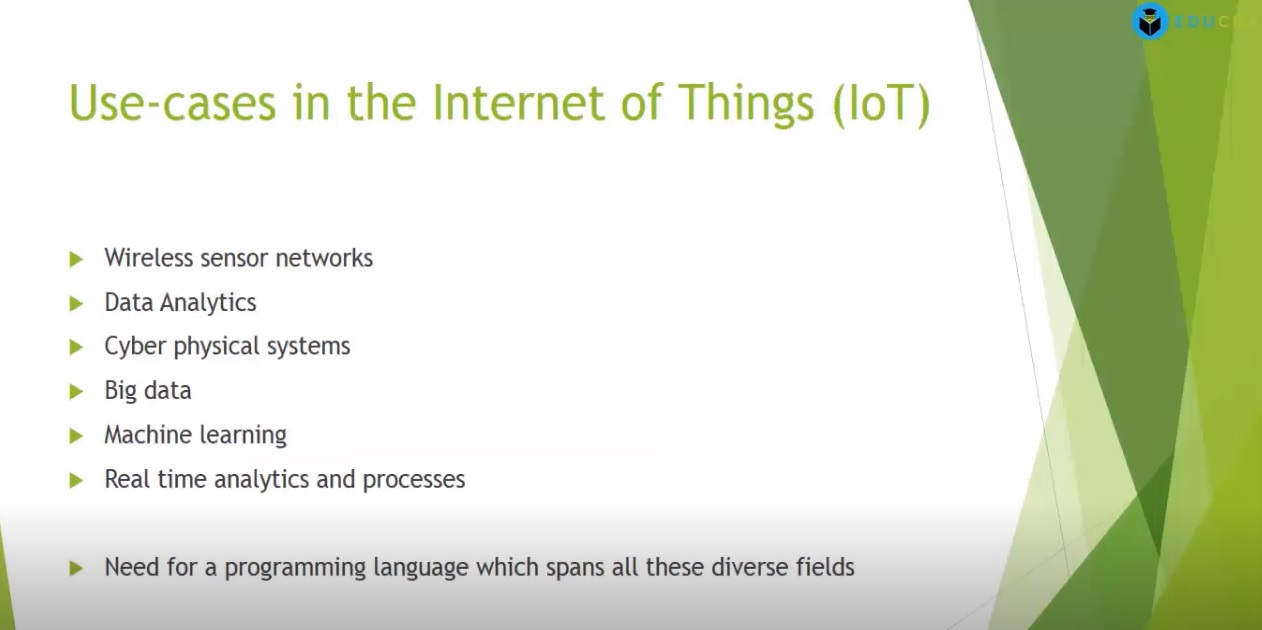 Use-cases in the Internet of Things (IoT)
Wireless sensor networks
Data Analytics
Cyber physical systems
Big data
Machine learning
Real time analytics and processes
Need for a programming language which spans all these diverse fields